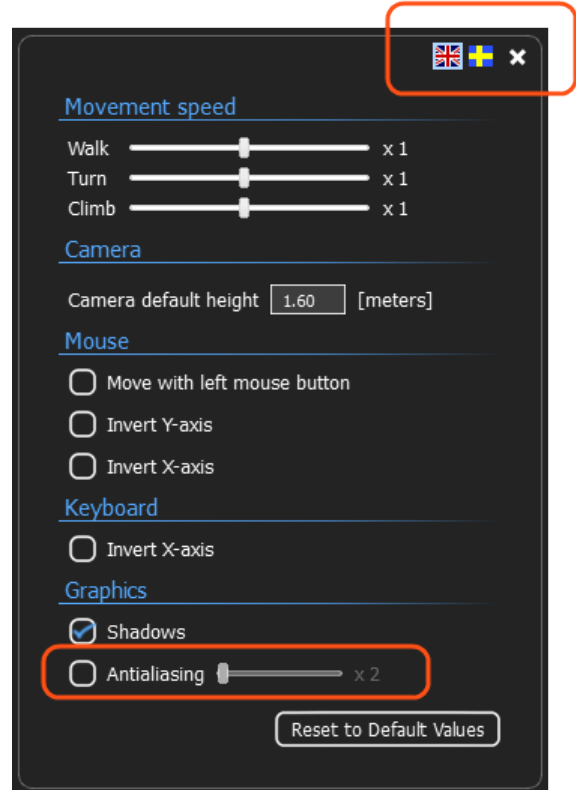 Movement speed
Walk x 1
Turn x 1
Climb x 1
Camera
Camera default height 1.60 [meters]
Mouse
Move with left mouse button
Invert Y-axis
Invert X-axis
Keyboard
Invert X-axis
Graphics
Shadows
Antialiasing x 2
Reset to Default Values